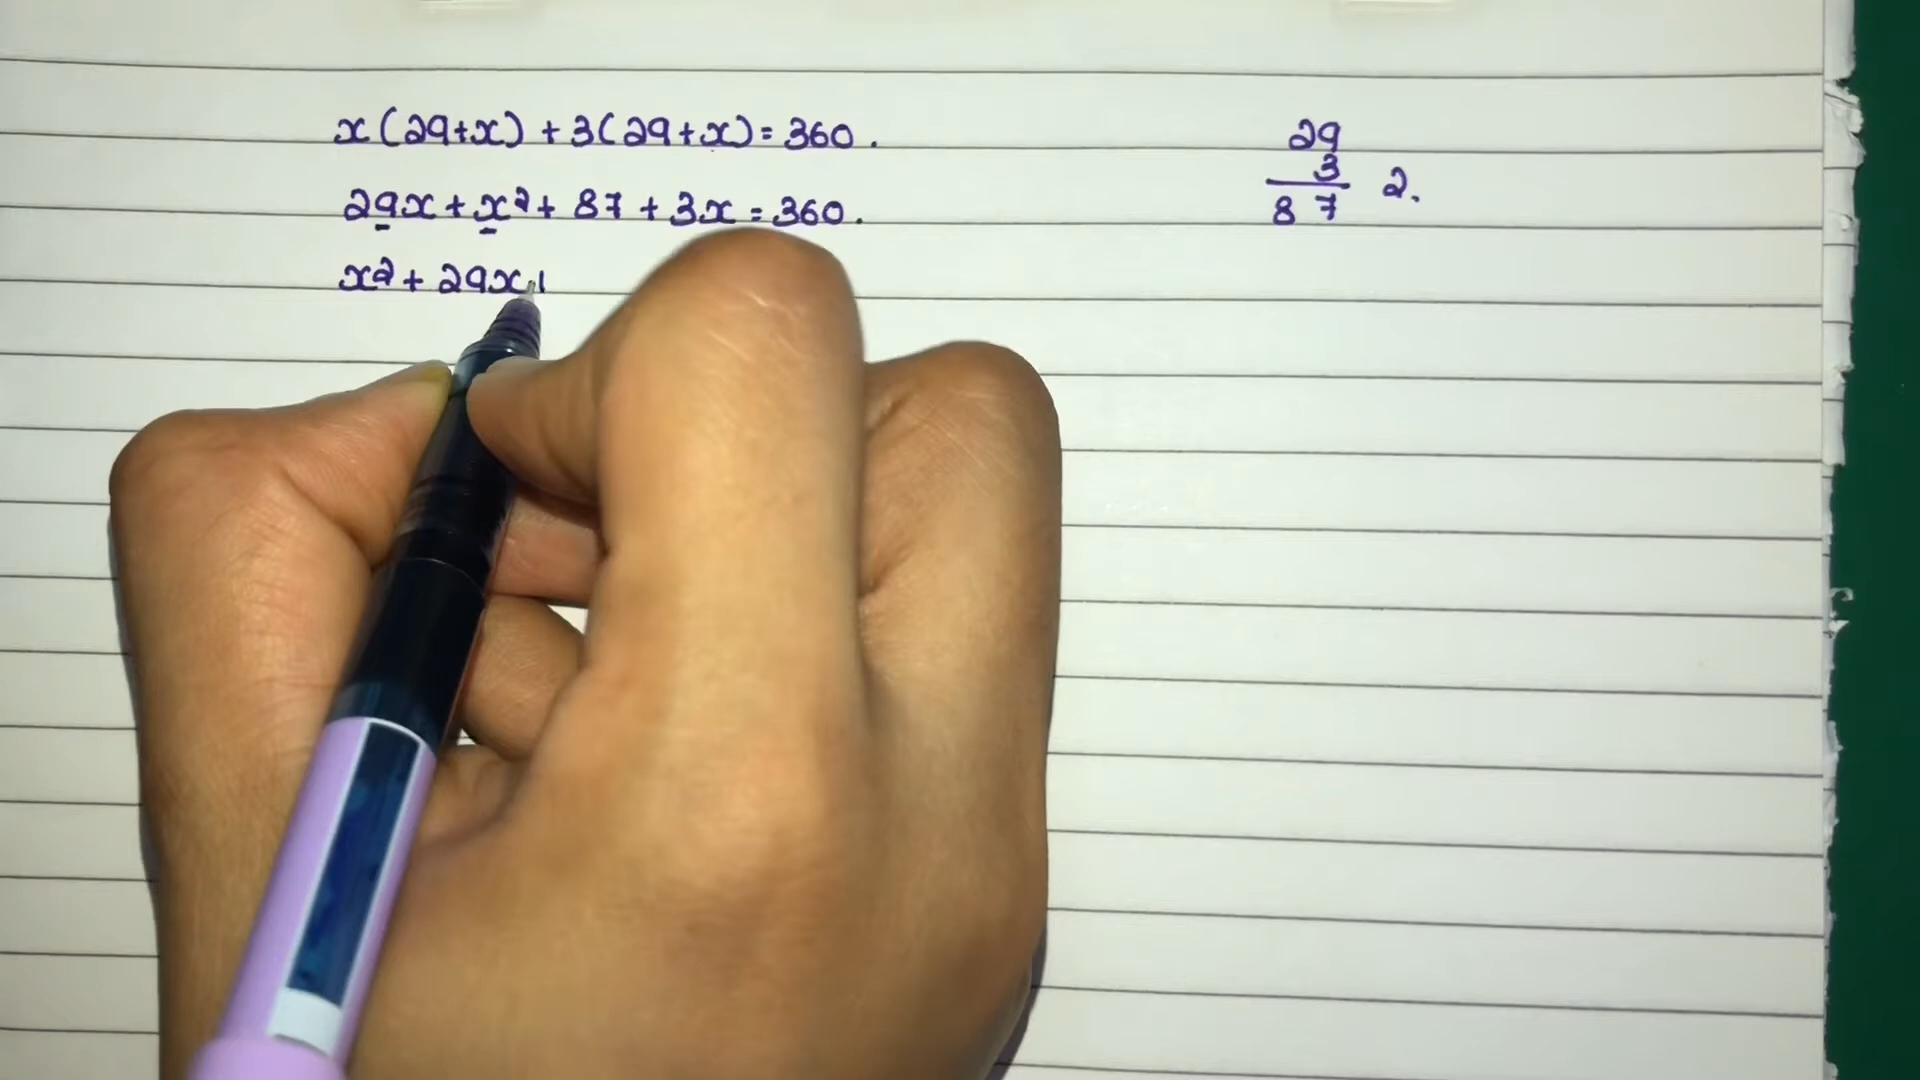 x(29+x) + 3(29+x) = 360.
29x + x² + 87 + 3x = 360.
x² + 29x +
29
3
2.
87